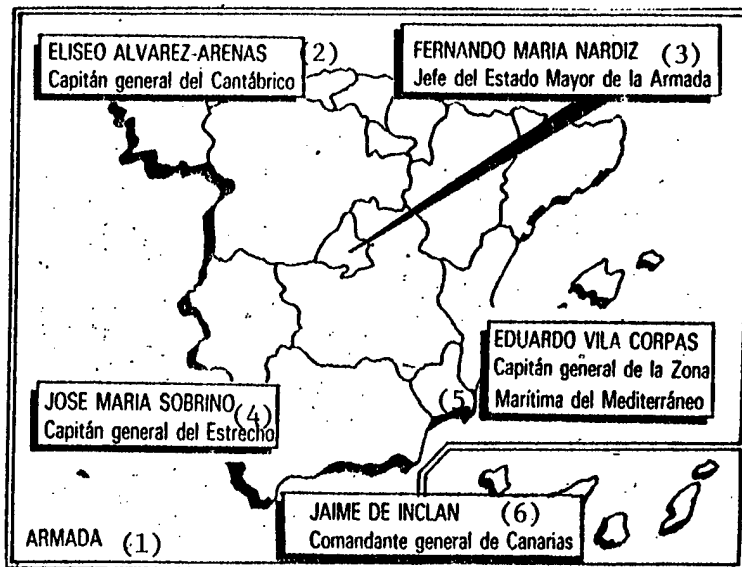 ELISEO ALVAREZ-ARENAS (2)
Capitán general del Cantábrico
FERNANDO MARIA NARDIZ (3)
Jefe del Estado Mayor de la Armada
EDUARDO VILA CORPAS
Capitán general de la Zona
Marítima del Mediterráneo
(5)
JOSE MARIA SOBRINO (4)
Capitán general del Estrecho
JAIME DE INCLAN (6)
Comandante general de Canarias
ARMADA (1)